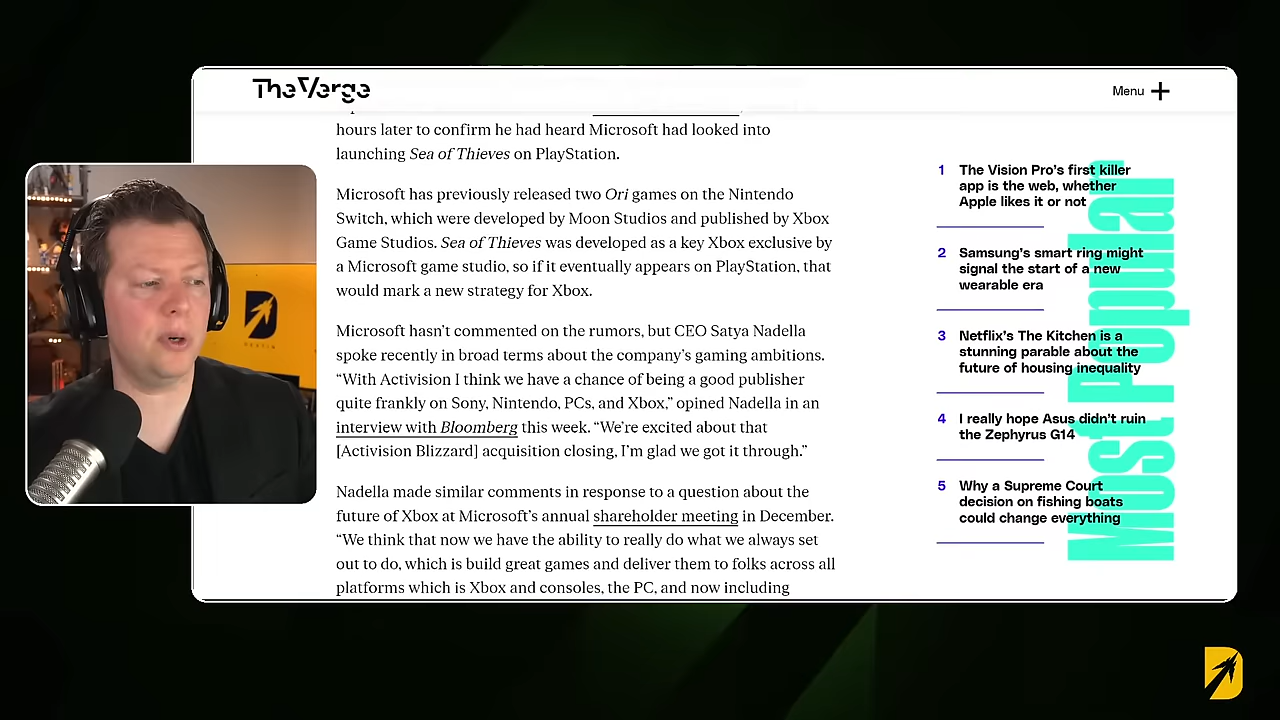 The Verge
Menu
hours later to confirm he had heard Microsoft had looked into
launching Sea of Thieves on PlayStation.
Microsoft has previously released two Ori games on the Nintendo
Switch, which were developed by Moon Studios and published by Xbox
Game Studios. Sea of Thieves was developed as a key Xbox exclusive by
a Microsoft game studio, so if it eventually appears on PlayStation, that
would mark a new strategy for Xbox.
Microsoft hasn’t commented on the rumors, but CEO Satya Nadella
spoke recently in broad terms about the company’s gaming ambitions.
“With Activision I think we have a chance of being a good publisher
quite frankly on Sony, Nintendo, PCs, and Xbox,” opined Nadella in an
interview with Bloomberg this week. “We’re excited about that
[Activision Blizzard] acquisition closing, I’m glad we got it through.”
Nadella made similar comments in response to a question about the
future of Xbox at Microsoft’s annual shareholder meeting in December.
“We think that now we have the ability to really do what we always set
out to do, which is build great games and deliver them to folks across all
platforms which is Xbox and consoles, the PC, and now including
Most Popular
1 The Vision Pro’s first killer
app is the web, whether
Apple likes it or not
2 Samsung’s smart ring might
signal the start of a new
wearable era
3 Netflix’s The Kitchen is a
stunning parable about the
future of housing inequality
4 I really hope Asus didn’t ruin
the Zephyrus G14
5 Why a Supreme Court
decision on fishing boats
could change everything